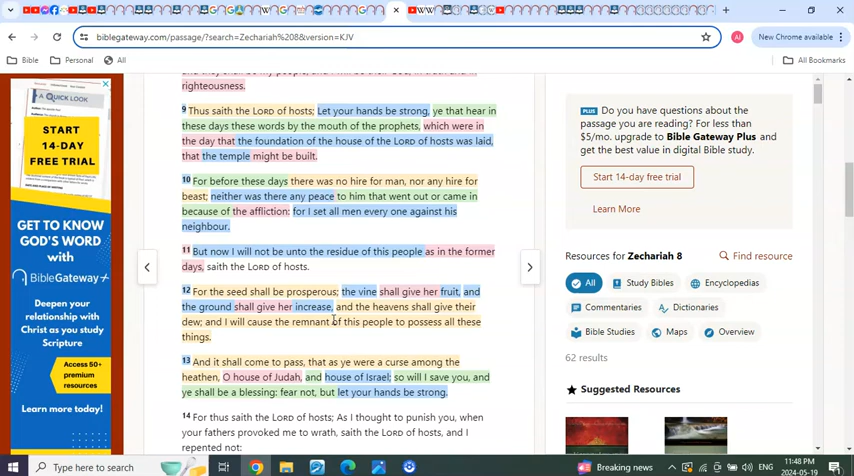 biblegateway.com/passage/?search=Zechariah%208&version=KJV
New Chrome available
Bible
Personal
All
All Bookmarks
A QUICK LOOK
START
14-DAY
FREE TRIAL
GET TO
KNOW
GOD'S WORD
with
BibleGateway+
Deepen your
relationship
with Christ as
you study
Scripture
Access 50+
premium
resources
Learn more today!
righteousness.
9 Thus saith the LORD of hosts; Let your hands be strong, ye that hear in
these days these words by the mouth of the prophets, which were in
the day that the foundation of the house of the LORD of hosts was laid,
that the temple might be built.
10 For before these days there was no hire for man, nor any hire for
beast; neither was there any peace to him that went out or came in
because of the affliction: for I set all men every one against his
neighbour.
11 But now I will not be unto the residue of this people as in the former
days, saith the LORD of hosts.
12 For the seed shall be prosperous; the vine shall give her fruit, and
the ground shall give her increase, and the heavens shall give their
dew; and I will cause the remnant of this people to possess all these
things.
13 And it shall come to pass, that as ye were a curse among the
heathen, O house of Judah, and house of Israel; so will I save you, and
ye shall be a blessing: fear not, but let your hands be strong.
14 For thus saith the LORD of hosts; As I thought to punish you, when
your fathers provoked me to wrath, saith the LORD of hosts, and I
repented not:
PLUS Do you have questions about the
passage you are reading? For less than
$5/mo. upgrade to Bible Gateway Plus and
get the best value in digital Bible study.
Start 14-day free trial
Learn More
Resources for Zechariah 8
Find resource
All
Study Bibles
Encyclopedias
Commentaries
Dictionaries
Bible Studies
Maps
Overview
62 results
Suggested Resources
Type here to search
Breaking news
ENG
11:48 PM
2024-05-19